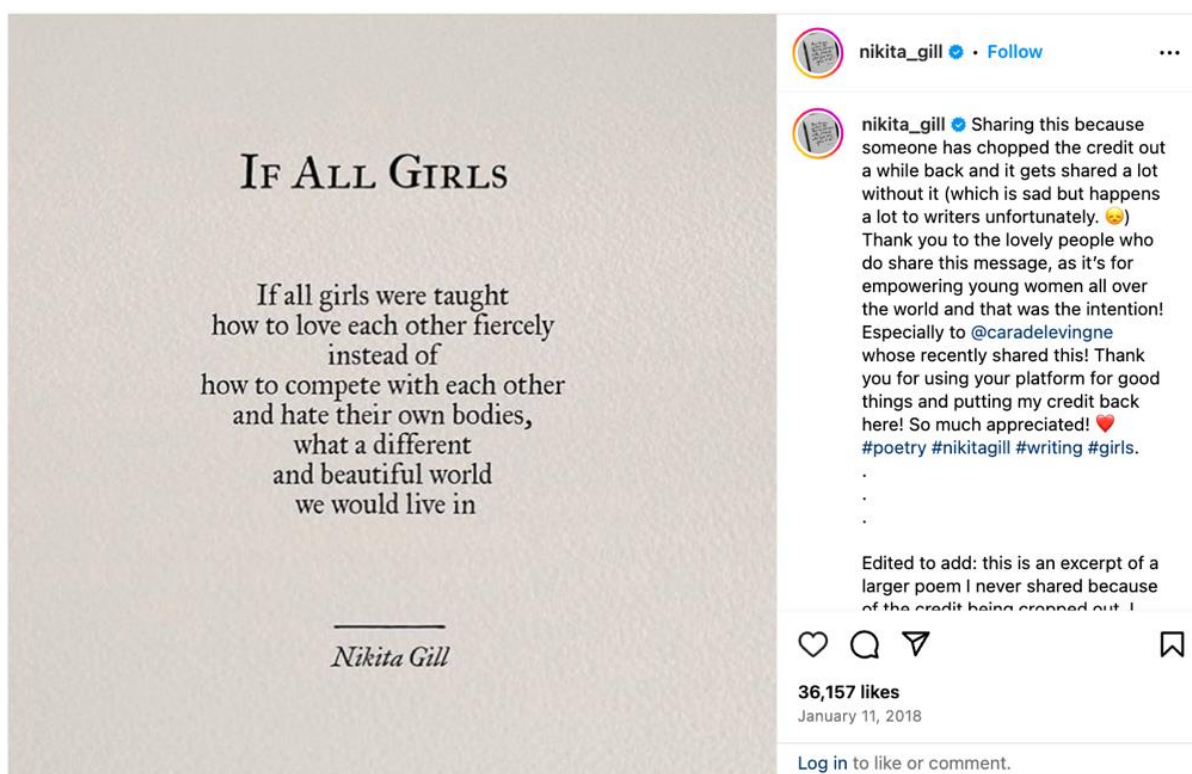 IF ALL GIRLS
If all girls were taught
how to love each other fiercely
instead of
how to compete with each other
and hate their own bodies,
what a different
and beautiful world
we would live in
Nikita Gill
nikita_gill • Follow
nikita_gill Sharing this because
someone has chopped the credit out
a while back and it gets shared a lot
without it (which is sad but happens
a lot to writers unfortunately. 😞)
Thank you to the lovely people who
do share this message, as it’s for
empowering young women all over
the world and that was the intention!
Especially to @caradelevingne
whose recently shared this! Thank
you for using your platform for good
things and putting my credit back
here! So much appreciated! ❤️
#poetry #nikitagill #writing #girls.
.
.
.
Edited to add: this is an excerpt of a
larger poem I never shared because
of the credit being cropped out. I
36,157 likes
January 11, 2018
Log in to like or comment.